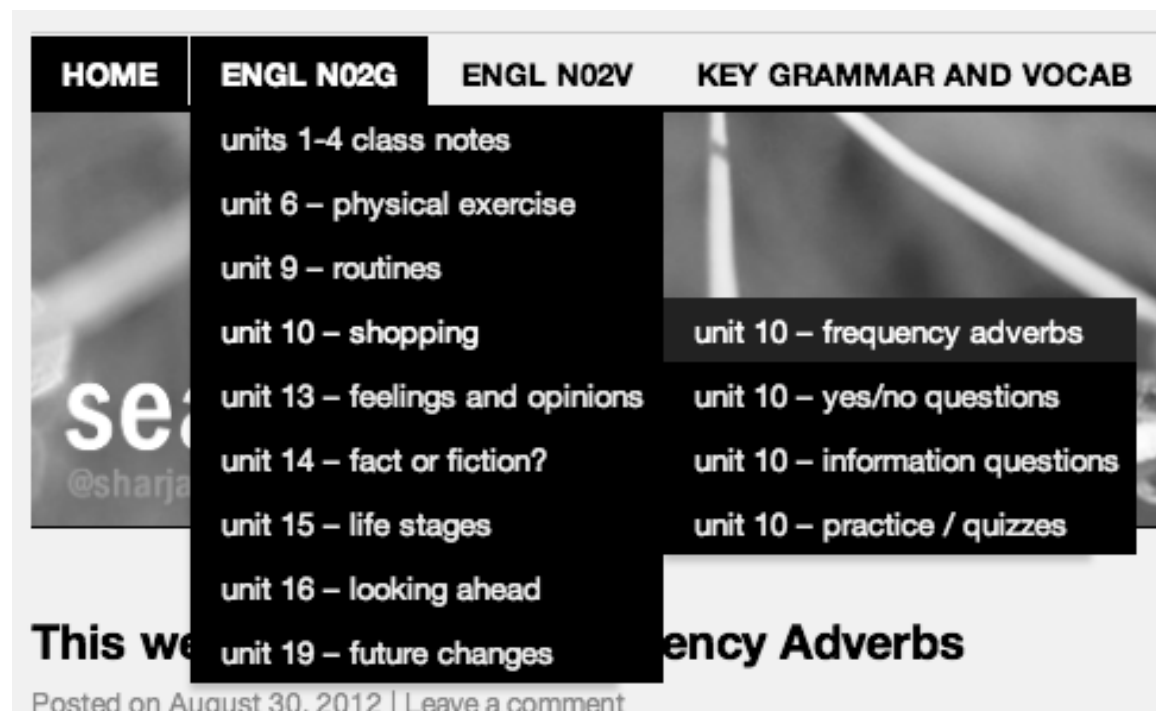 HOME ENGL N02G ENGL N02V KEY GRAMMAR AND VOCAB
units 1-4 class notes
unit 6 – physical exercise
unit 9 – routines
unit 10 – shopping
unit 13 – feelings and opinions
unit 14 – fact or fiction?
unit 15 – life stages
unit 16 – looking ahead
unit 19 – future changes
unit 10 – frequency adverbs
unit 10 – yes/no questions
unit 10 – information questions
unit 10 – practice / quizzes
This Adverbs
Posted on August 30, 2012 | Leave a comment